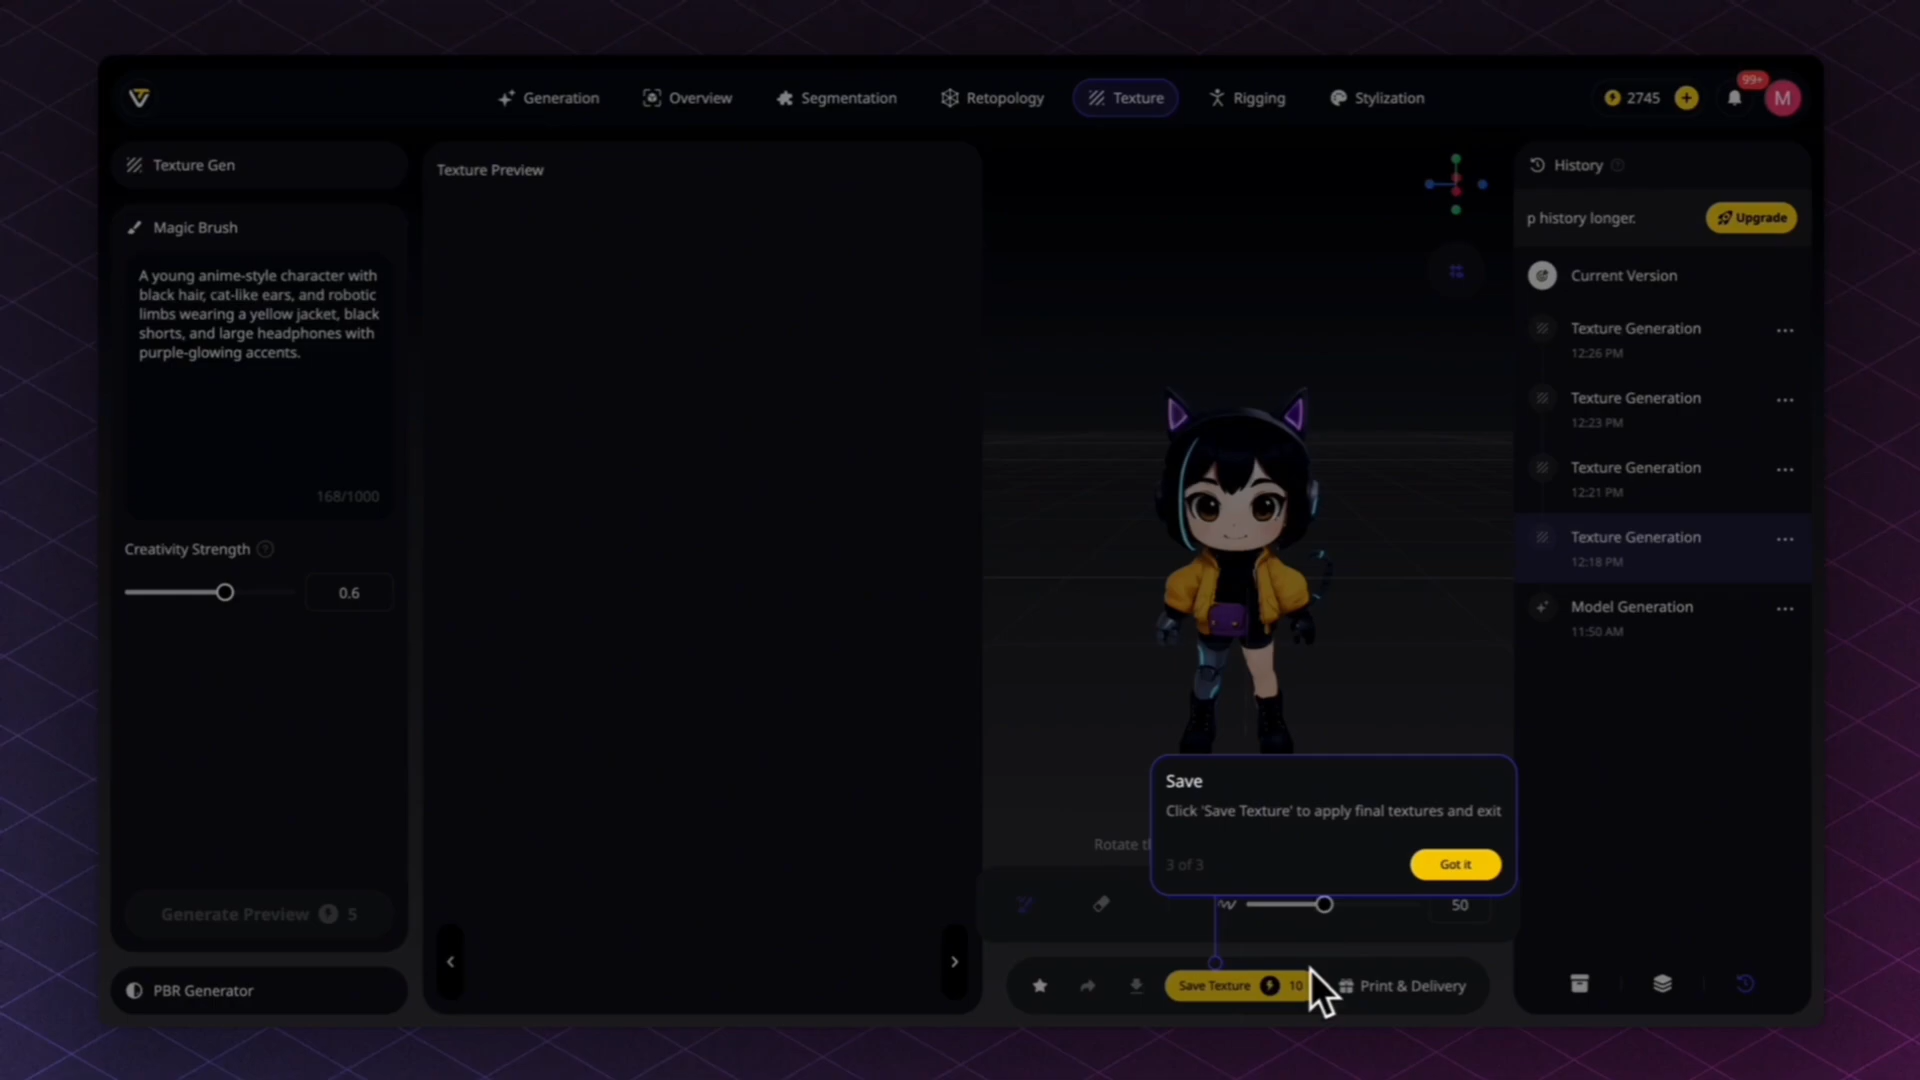 Generation
Overview
Segmentation
Retopology
Texture
Rigging
Stylization
2745
99+
M
Texture Gen
Magic Brush
A young anime-style character with
black hair, cat-like ears, and robotic
limbs wearing a yellow jacket, black
shorts, and large headphones with
purple-glowing accents.
168/1000
Creativity Strength
0.6
Generate Preview 5
PBR Generator
Texture Preview
Save
Click 'Save Texture' to apply final textures and exit
3 of 3
Got it
Rotate
50
Save Texture 10
Print & Delivery
History
p history longer.
Upgrade
Current Version
Texture Generation
12:26 PM
Texture Generation
12:23 PM
Texture Generation
12:21 PM
Texture Generation
12:18 PM
Model Generation
11:50 AM